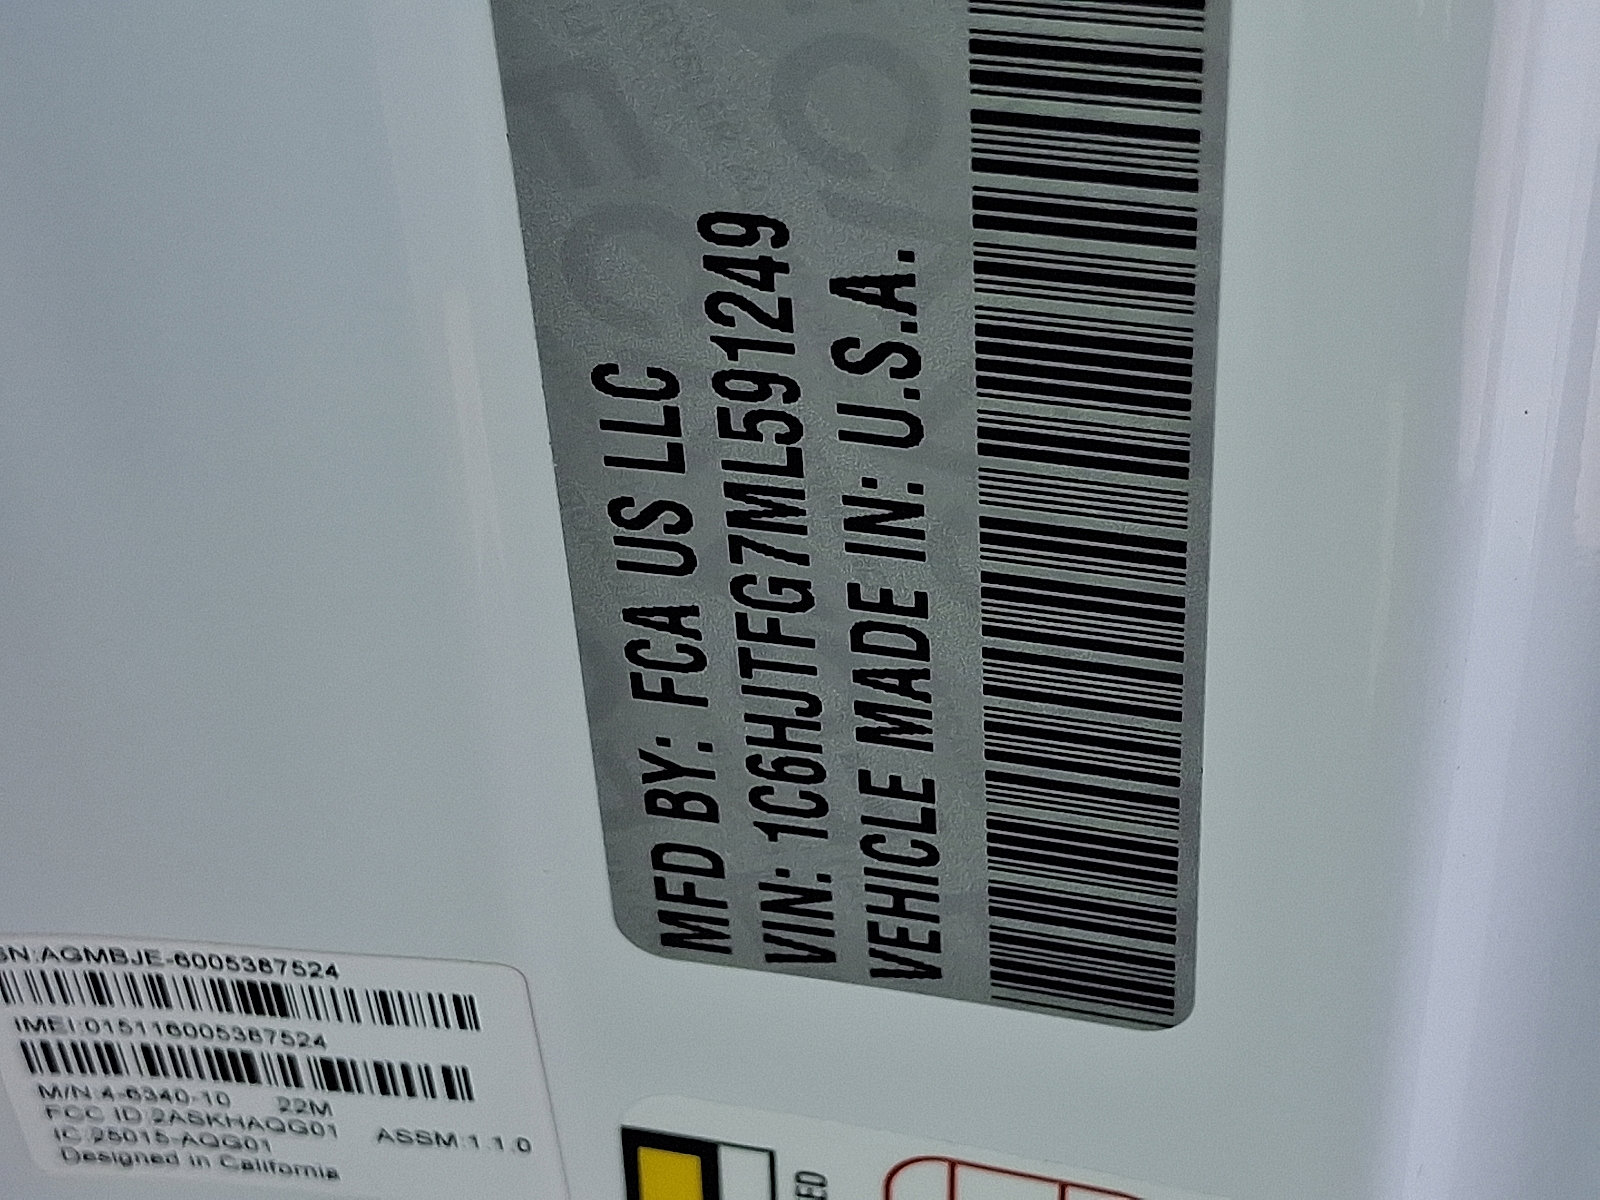 MFD BY: FCA US LLC
VIN: 1C6HJTFG7ML591249
VEHICLE MADE IN: U.S.A.
SN:AGMBJE-6005387524
IMEI:015116005387524
M/N:4-6340-10 22M
FCC ID:2ASKHAQG01 ASSM:1.1.0
IC:25015-AQG01
Designed in California